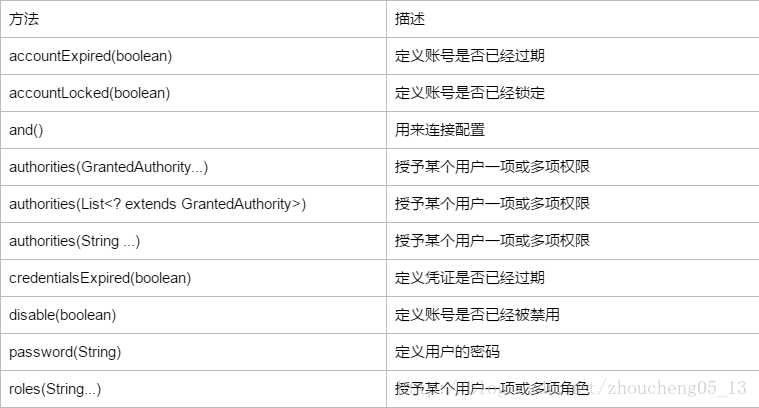 方法 描述
accountExpired(boolean) 定义账号是否已经过期
accountLocked(boolean) 定义账号是否已经锁定
and() 用来连接配置
authorities(GrantedAuthority...) 授予某个用户一项或多项权限
authorities(List<? extends GrantedAuthority>) 授予某个用户一项或多项权限
authorities(String ...) 授予某个用户一项或多项权限
credentialsExpired(boolean) 定义凭证是否已经过期
disable(boolean) 定义账号是否已经被禁用
password(String) 定义用户的密码
roles(String...) 授予某个用户一项或多项角色
et/zhoucheng05_13